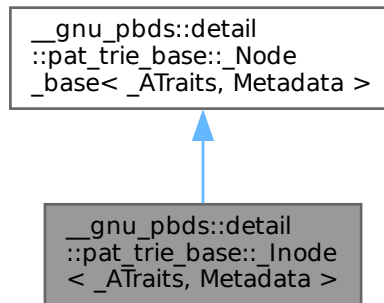 __gnu_pbds::detail
::pat_trie_base::_Node
_base< _ATraits, Metadata >
__gnu_pbds::detail
::pat_trie_base::_Inode
< _ATraits, Metadata >